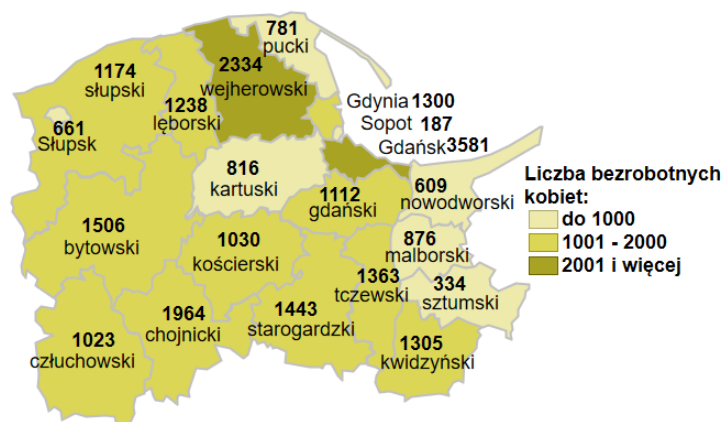 781
pucki
2334
wejherowski
1174
słupski
1238
lęborski
661
Słupsk
Gdynia 1300
Sopot 187
Gdańsk 3581
816
kartuski
1112
gdański
609
nowodworski
Liczba bezrobotnych
kobiet:
do 1000
1001 - 2000
2001 i więcej
1506
bytowski
1030
kościerski
876
malborski
1363
tczewski
334
sztumski
1023
człuchowski
1964
chojnicki
1443
starogardzki
1305
kwidzyński